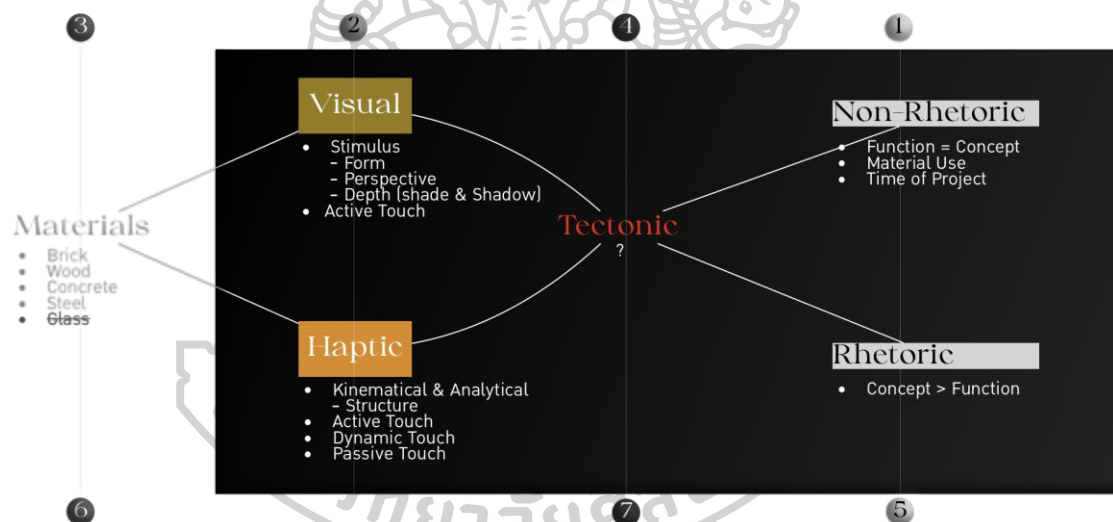 3
2
4
1
Visual
• Stimulus
- Form
- Perspective
- Depth (shade & Shadow)
• Active Touch
Non-Rhetoric
• Function = Concept
• Material Use
• Time of Project
Materials
• Brick
• Wood
• Concrete
• Steel
• Glass
Tectonic
?
Haptic
• Kinematical & Analytical
- Structure
• Active Touch
• Dynamic Touch
• Passive Touch
Rhetoric
• Concept > Function
6
7
5